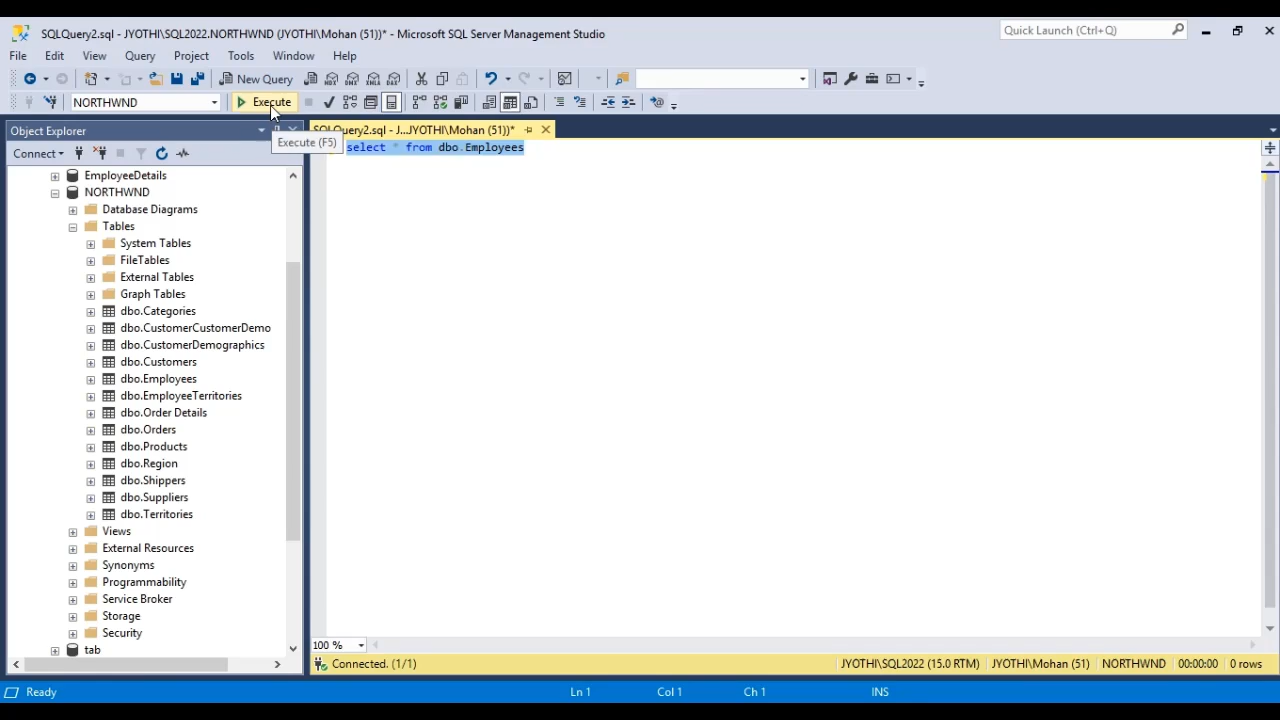 SQLQuery2.sql - JYOTHI\SQL2022.NORTHWND (JYOTHI\Mohan (51))* - Microsoft SQL Server Management Studio
Quick Launch (Ctrl+Q)
File Edit View Query Project Tools Window Help
New Query
MDX DMX XMLA DAX
NORTHWND
Execute
Object Explorer
SQLQuery2.sql - J...JYOTHI\Mohan (51))*
Execute (F5)
select * from dbo.Employees
Connect
EmployeeDetails
NORTHWND
Database Diagrams
Tables
System Tables
FileTables
External Tables
Graph Tables
dbo.Categories
dbo.CustomerCustomerDemo
dbo.CustomerDemographics
dbo.Customers
dbo.Employees
dbo.EmployeeTerritories
dbo.Order Details
dbo.Orders
dbo.Products
dbo.Region
dbo.Shippers
dbo.Suppliers
dbo.Territories
Views
External Resources
Synonyms
Programmability
Service Broker
Storage
Security
tab
100 %
Connected. (1/1)
JYOTHI\SQL2022 (15.0 RTM)
JYOTHI\Mohan (51)
NORTHWND
00:00:00
0 rows
Ready
Ln 1
Col 1
Ch 1
INS